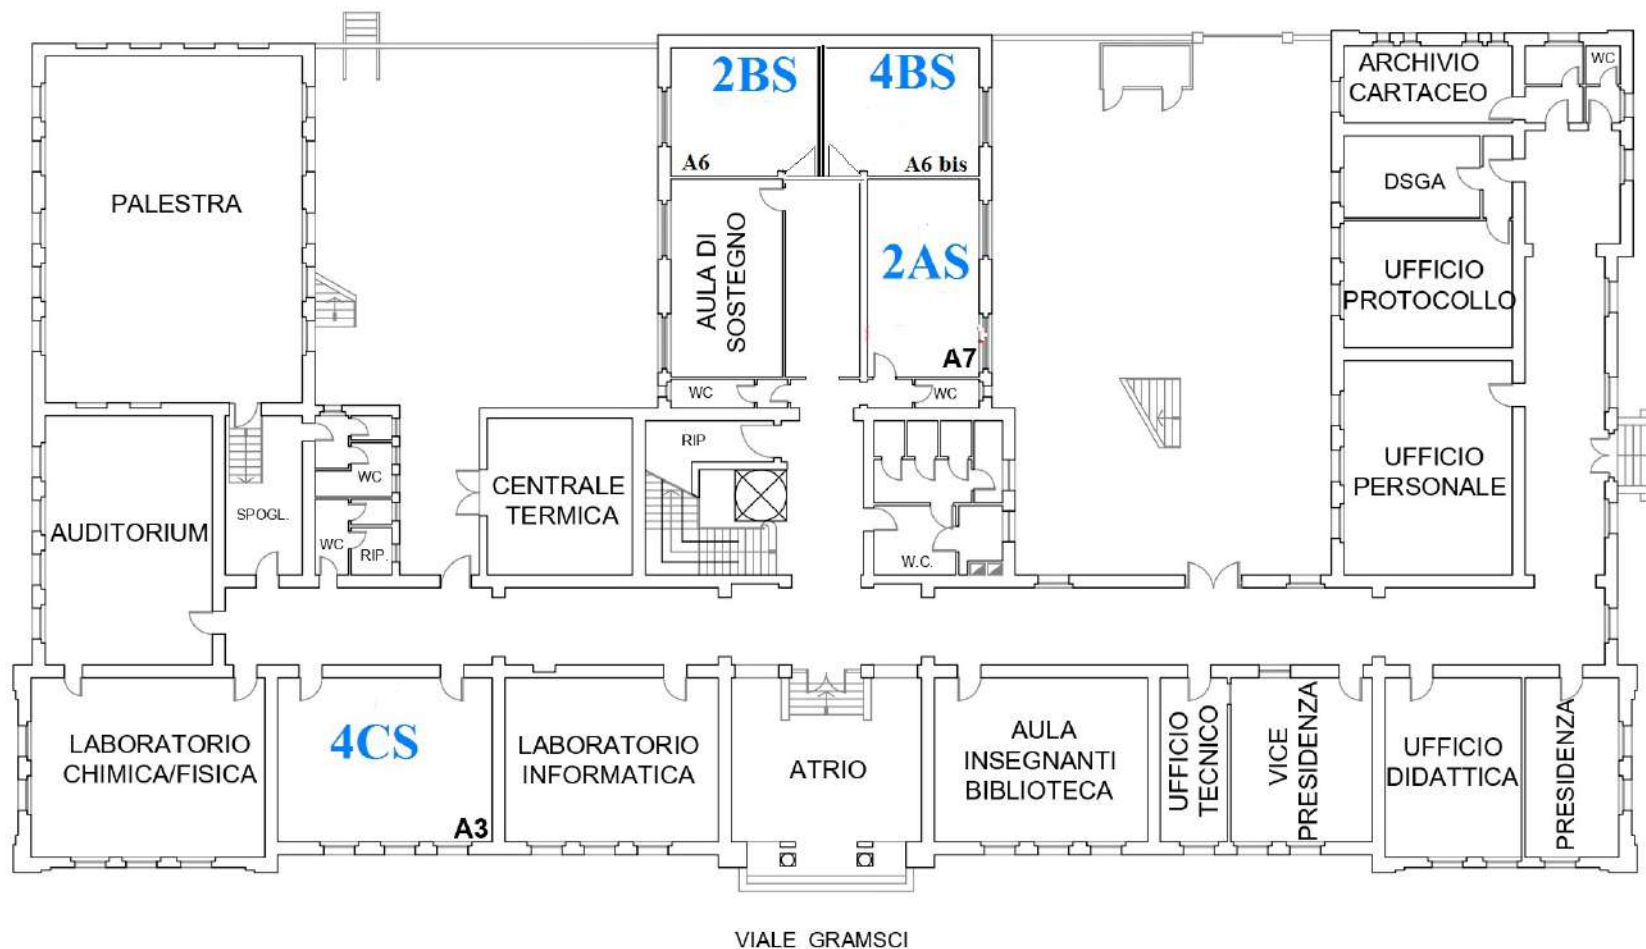 2BS
4BS
ARCHIVIO
CARTACEO
WC
A6
A6 bis
PALESTRA
AULA DI
SOSTEGNO
2AS
A7
DSGA
UFFICIO
PROTOCOLLO
WC
WC
RIP
CENTRALE
TERMICA
WC
SPOGL.
AUDITORIUM
WC
RIP.
W.C.
UFFICIO
PERSONALE
LABORATORIO
CHIMICA/FISICA
4CS
A3
LABORATORIO
INFORMATICA
ATRIO
AULA
INSEGNANTI
BIBLIOTECA
UFFICIO
TECNICO
VICE
PRESIDENZA
UFFICIO
DIDATTICA
PRESIDENZA
VIALE GRAMSCI